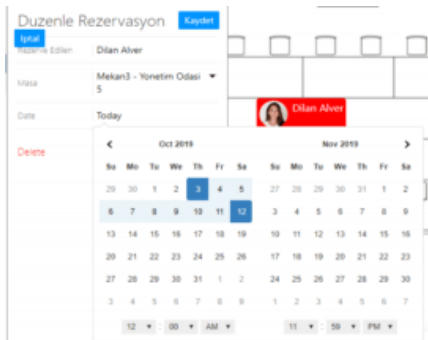 Duzenle Rezervasyon Kaydet
Iptal
Rezerve Edilen Dilan Alver
Masa Mekan3 - Yonetim Odasi
5
Dilan Alver
Date Today
Delete
Oct 2019 Nov 2019
Su Mo Tu We Th Fr Sa Su Mo Tu We Th Fr Sa
29 30 1 2 3 4 5 27 28 29 30 31 1 2
6 7 8 9 10 11 12 3 4 5 6 7 8 9
13 14 15 16 17 18 19 10 11 12 13 14 15 16
20 21 22 23 24 25 26 17 18 19 20 21 22 23
27 28 29 30 31 1 2 24 25 26 27 28 29 30
3 4 5 6 7 8 9 1 2 3 4 5 6 7
12 : 00 AM 11 : 59 PM